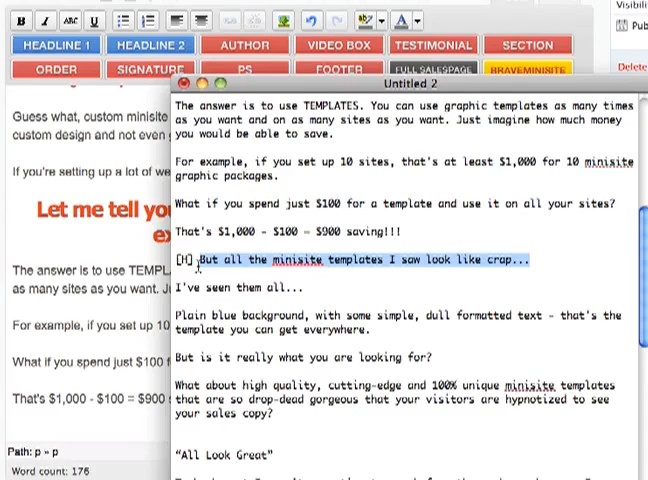 Visibili
B I ABC U
A
Pub
HEADLINE 1 HEADLINE 2 AUTHOR VIDEO BOX TESTIMONIAL SECTION
ORDER SIGNATURE PS FOOTER FULL SALESPAGE BRAVEMINISITE
Delete
Untitled 2
Guess what, custom minisite
custom design and not even
If you're setting up a lot of we
Let me tell you
The answer is to use TEMPL
as many sites as you want. J
For example, if you set up 10
What if you spend just $100 f
That's $1,000 - $100 = $900
Path: p » p
Word count: 176
The answer is to use TEMPLATES. You can use graphic templates as many times
as you want and on as many sites as you want. Just imagine how much money
you would be able to save.
For example, if you set up 10 sites, that's at least $1,000 for 10 minisite
graphic packages.
What if you spend just $100 for a template and use it on all your sites?
That's $1,000 - $100 = $900 saving!!!
[H] But all the minisite templates I saw look like crap...
I've seen them all...
Plain blue background, with some simple, dull formatted text - that's the
template you can get everywhere.
But is it really what you are looking for?
What about high quality, cutting-edge and 100% unique minisite templates
that are so drop-dead gorgeous that your visitors are hypnotized to see
your sales copy?
"All Look Great"